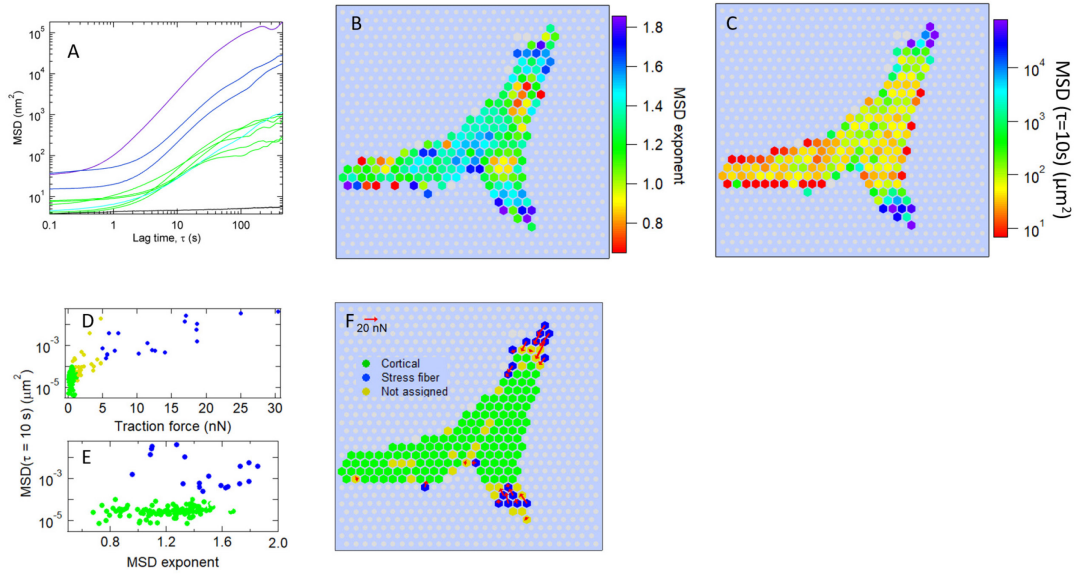 A
MSD (nm²)
10⁵
10⁴
10³
10²
10¹
0.1
1
10
100
Lag time, τ (s)
B
1.8
1.6
1.4
1.2
1.0
0.8
MSD exponent
C
10⁴
10³
10²
10¹
MSD (τ=10s) (μm²)
D
10⁻³
10⁻⁵
0 5 10 15 20 25 30
Traction force (nN)
MSD(τ = 10 s) (μm²)
E
10⁻³
10⁻⁵
0.8 1.2 1.6 2.0
MSD exponent
F
20 nN
Cortical
Stress fiber
Not assigned